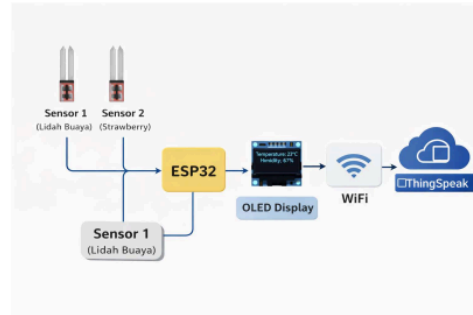 Sensor 1
(Lidah Buaya)
Sensor 2
(Strawberry)
ESP32
Temperature: 22°C
Humidity: 67%
OLED Display
WiFi
ThingSpeak
Sensor 1
(Lidah Buaya)